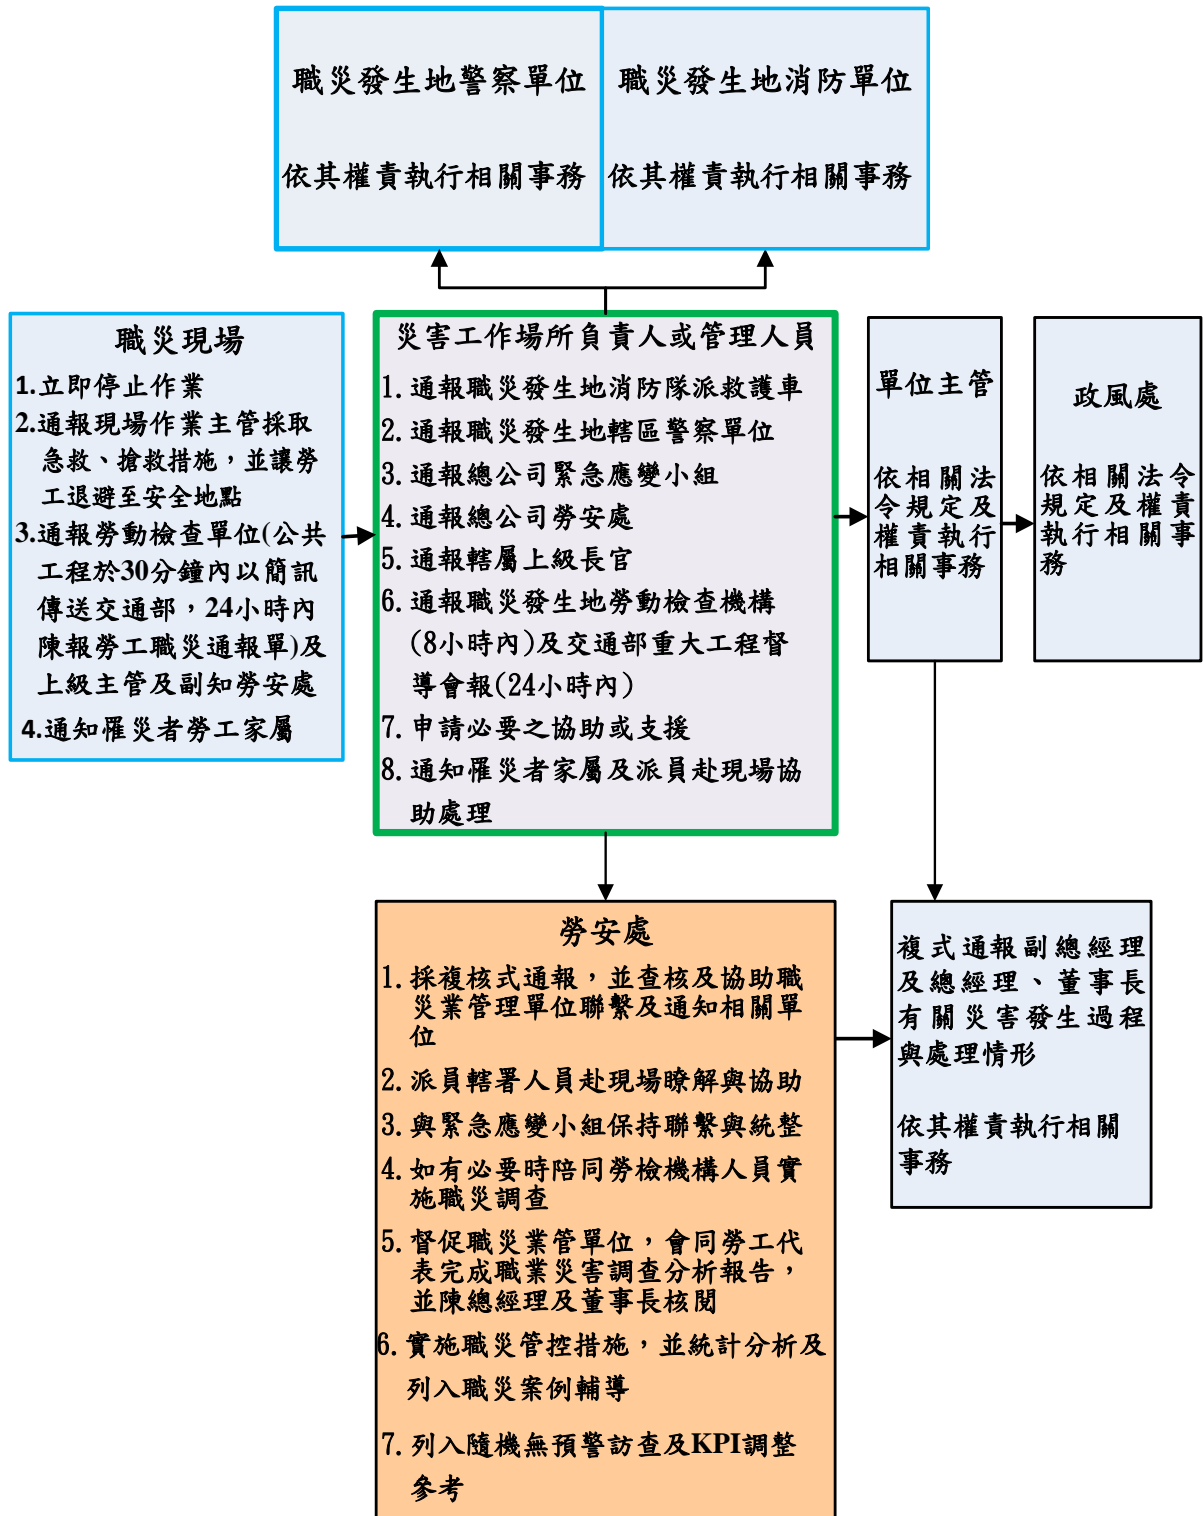 職災發生地警察單位
依其權責執行相關事務
職災發生地消防單位
依其權責執行相關事務
職災現場
1.立即停止作業
2.通報現場作業主管採取
急救、搶救措施，並讓勞
工退避至安全地點
3.通報勞動檢查單位(公共
工程於30分鐘內以簡訊
傳送交通部，24小時內
陳報勞工職災通報單)及
上級主管及副知勞安處
4.通知罹災者勞工家屬
災害工作場所負責人或管理人員
1. 通報職災發生地消防隊派救護車
2. 通報職災發生地轄區警察單位
3. 通報總公司緊急應變小組
4. 通報總公司勞安處
5. 通報轄屬上級長官
6. 通報職災發生地勞動檢查機構
(8小時內)及交通部重大工程督
導會報(24小時內)
7. 申請必要之協助或支援
8. 通知罹災者家屬及派員赴現場協
助處理
單位主管
依相關法
令規定及
權責執行
相關事務
政風處
依相關法令
規定及權責
執行相關事
務
勞安處
1. 採複核式通報，並查核及協助職
災業管理單位聯繫及通知相關單
位
2. 派員轄署人員赴現場瞭解與協助
3. 與緊急應變小組保持聯繫與統整
4. 如有必要時陪同勞檢機構人員實
施職災調查
5. 督促職災業管單位，會同勞工代
表完成職業災害調查分析報告，
並陳總經理及董事長核閱
6. 實施職災管控措施，並統計分析及
列入職災案例輔導
7. 列入隨機無預警訪查及KPI調整
參考
複式通報副總經理
及總經理、董事長
有關災害發生過程
與處理情形
依其權責執行相關
事務